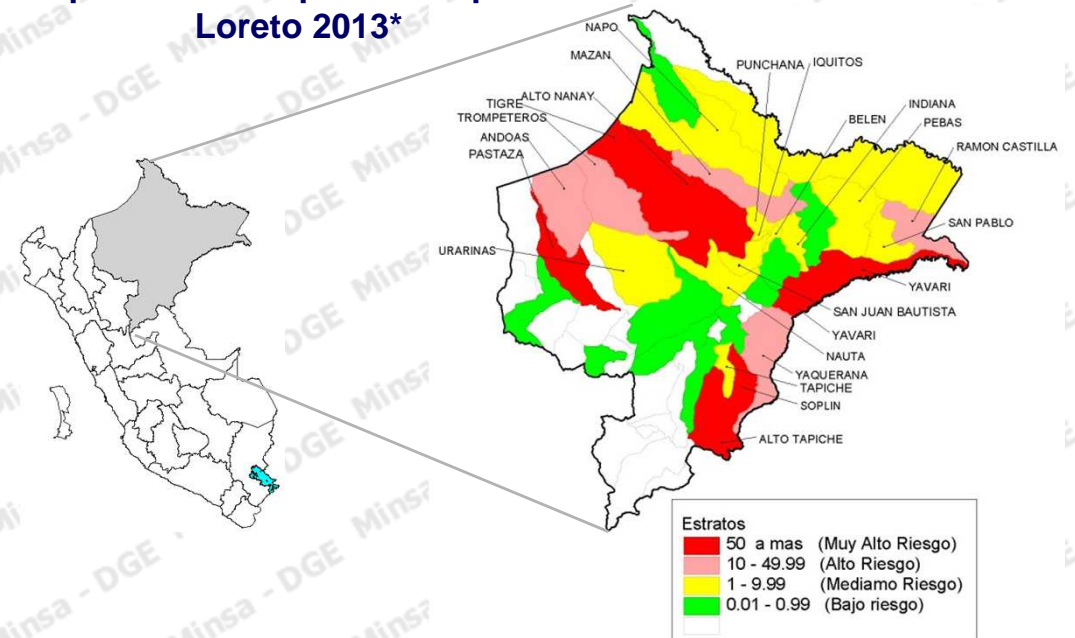 Loreto 2013*
NAPO
MAZAN
PUNCHANA
IQUITOS
ALTO NANAY
TIGRE
TROMPETEROS
ANDOAS
PASTAZA
BELEN
INDIANA
PEBAS
RAMON CASTILLA
SAN PABLO
URARINAS
YAVARI
SAN JUAN BAUTISTA
YAVARI
NAUTA
YAQUERANA
TAPICHE
SOPLIN
ALTO TAPICHE
Estratos
50 a mas (Muy Alto Riesgo)
10 - 49.99 (Alto Riesgo)
1 - 9.99 (Mediamo Riesgo)
0.01 - 0.99 (Bajo riesgo)
Minsa - DGE